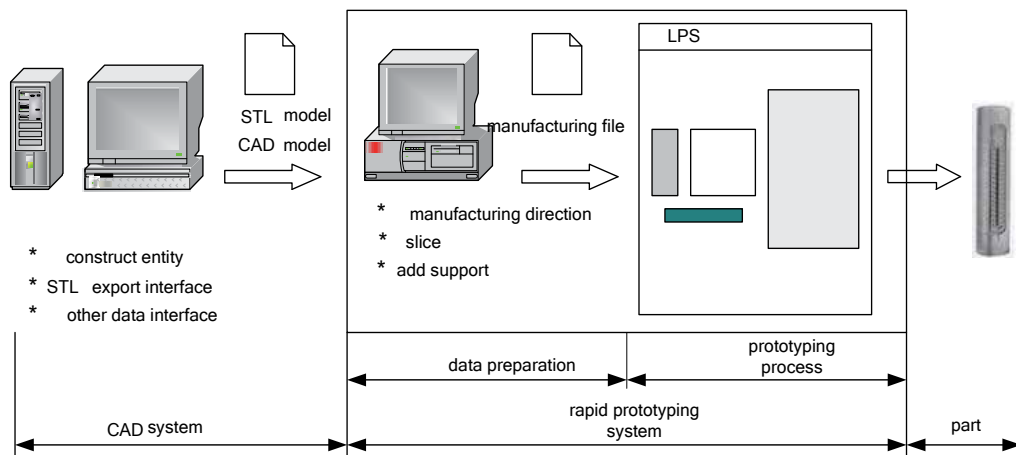 LPS
STL model
CAD model
manufacturing file
* manufacturing direction
* slice
* add support
* construct entity
* STL export interface
* other data interface
data preparation
prototyping
process
rapid prototyping
system
CAD system
part